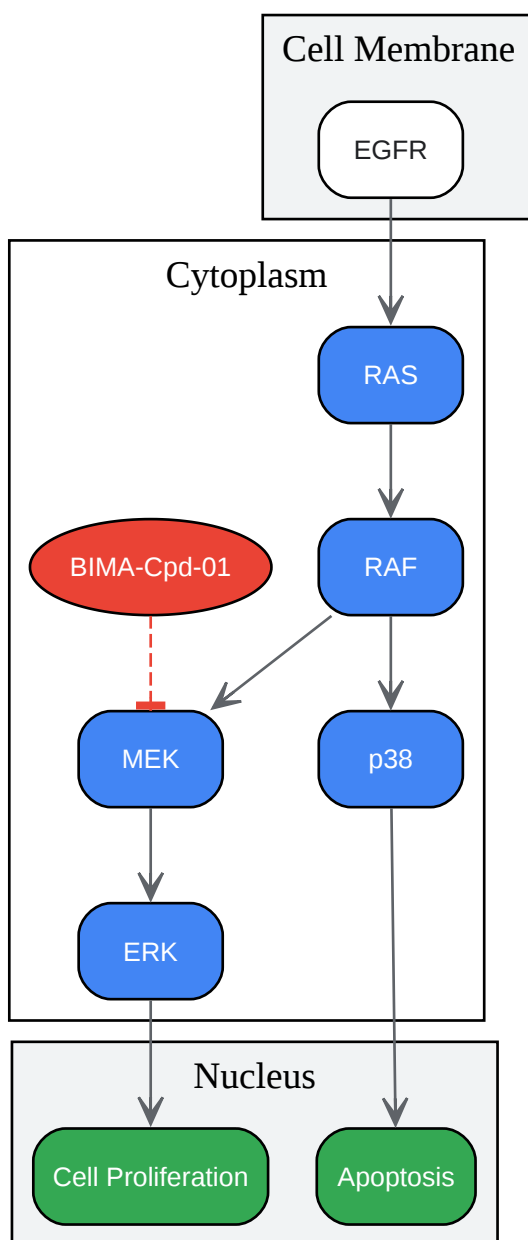 Cell Membrane
EGFR
Cytoplasm
RAS
BIMA-Cpd-01
RAF
MEK
p38
ERK
Nucleus
Cell Proliferation
Apoptosis